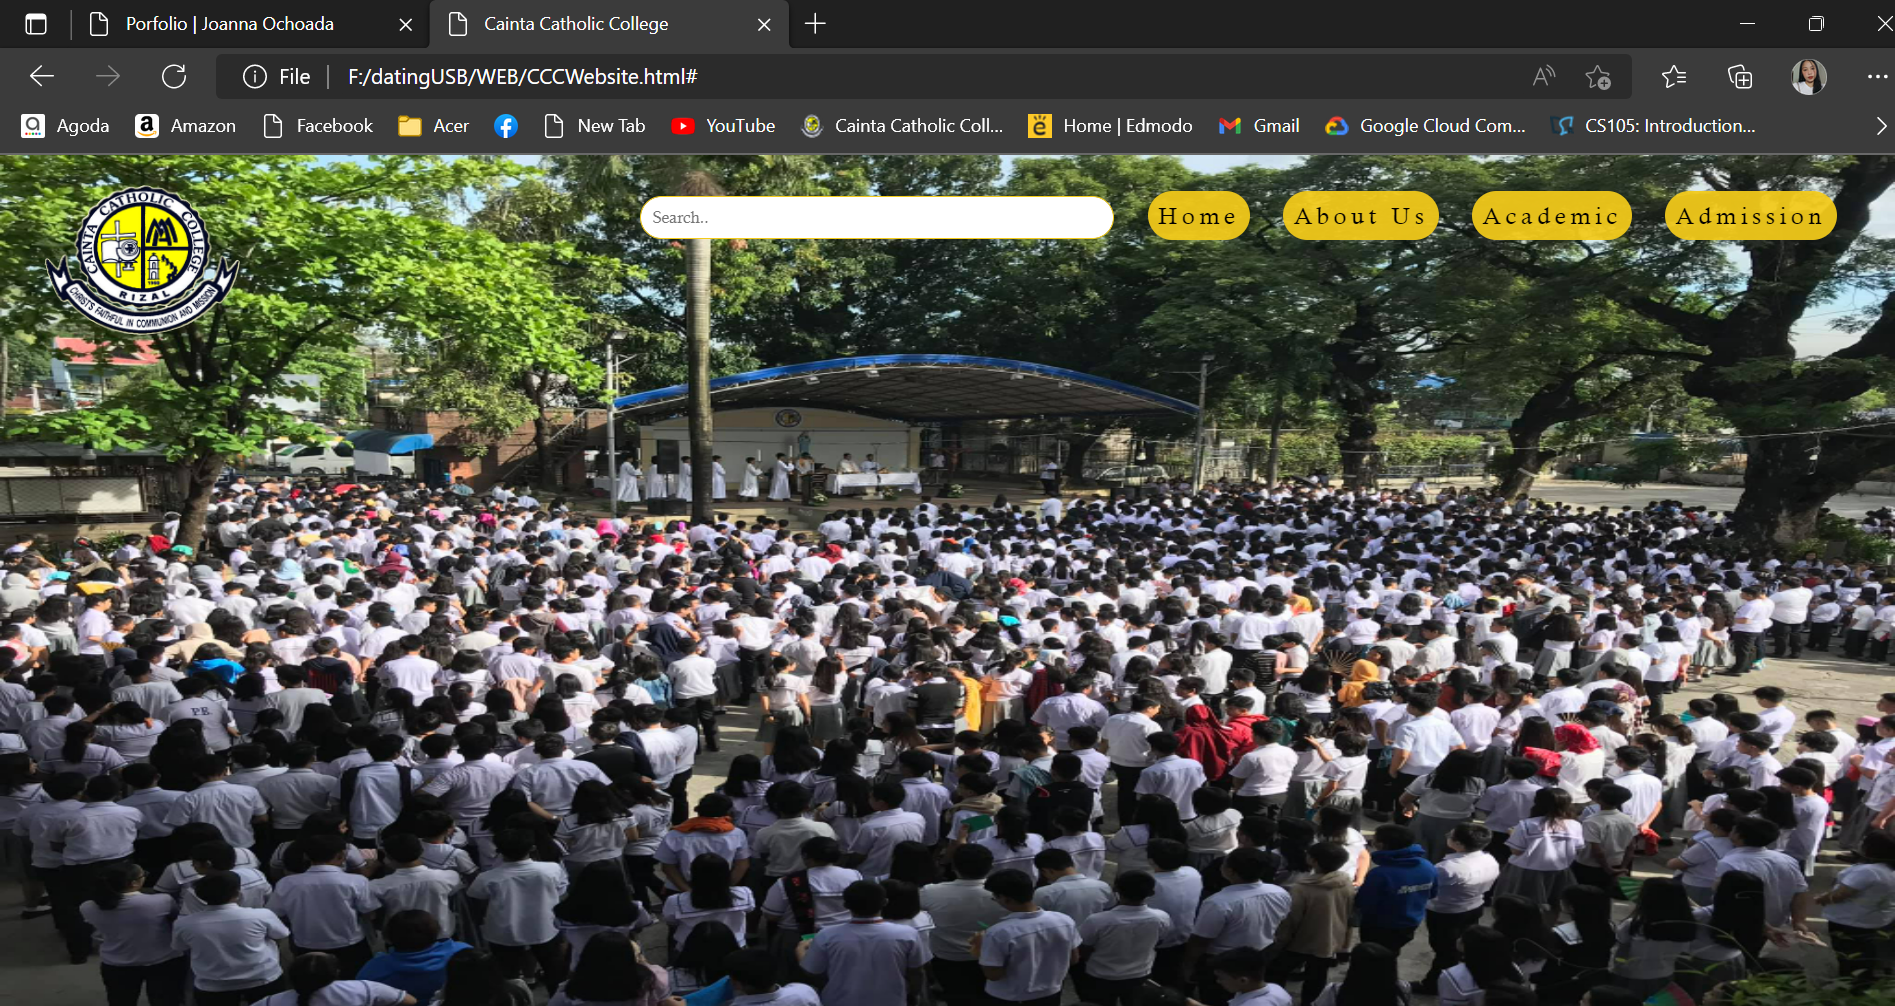 Porfolio | Joanna Ochoada
Cainta Catholic College
File
F:/datingUSB/WEB/CCCWebsite.html#
Agoda
Amazon
Facebook
Acer
New Tab
YouTube
Cainta Catholic Coll...
Home | Edmodo
Gmail
Google Cloud Com...
CS105: Introduction...
CAINTA CATHOLIC COLLEGE
RIZAL
CHRIST'S FAITHFUL IN COMMUNION AND MISSION
Search..
Home
About Us
Academic
Admission
P.E.